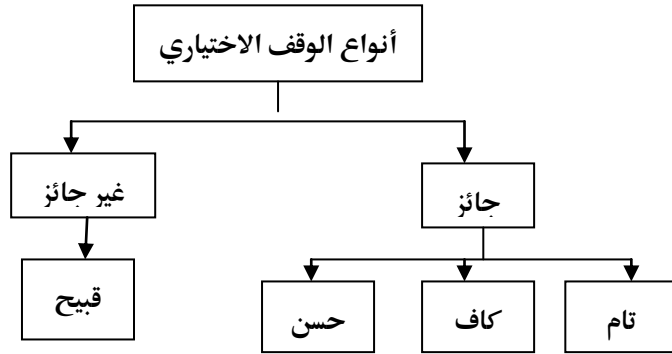 أنواع الوقف الاختياري
جائز
غير جائز
تام
كاف
حسن
قبيح